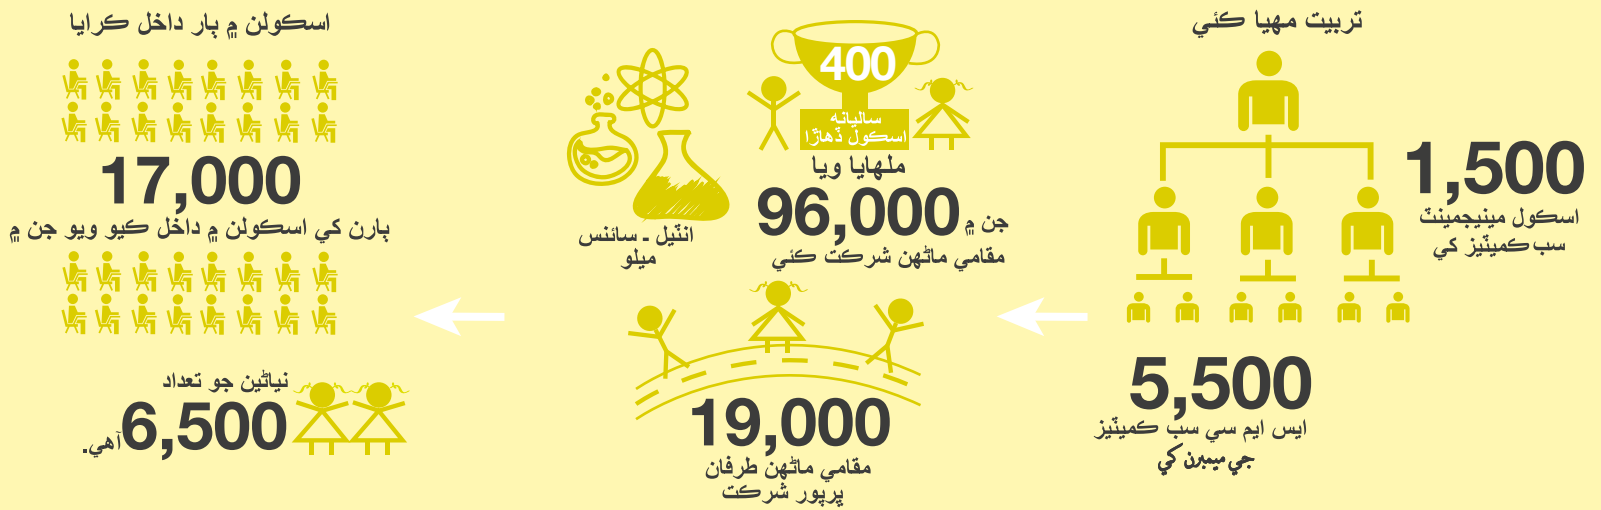 تربيت مهيا ڪئي
1,500
اسڪول مينيجمينٽ
سب ڪميٽيز کي
5,500
ايس ايم سي سب ڪميٽيز
جي ميمبرن کي
400
ساليانه
اسڪول ڏهاڙا
ملهايا ويا
جن ۾ 96,000
مقامي ماڻهن شرڪت ڪئي
انٽيل ـ سائنس
ميلو
19,000
مقامي ماڻهن طرفان
ڀرپور شرڪت
اسڪولن ۾ ٻار داخل ڪرايا
17,000
ٻارن کي اسڪولن ۾ داخل ڪيو ويو جن ۾
نياڻين جو تعداد
6,500 آهي.